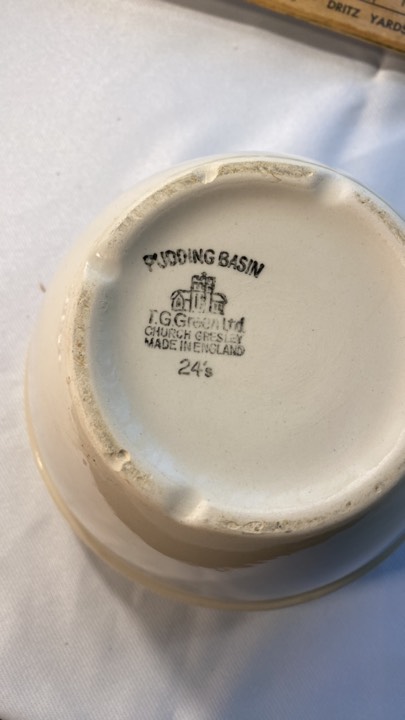 DRITZ YARDS
PUDDING BASIN
T.G Green Ltd.
CHURCH GRESLEY
MADE IN ENGLAND
24's